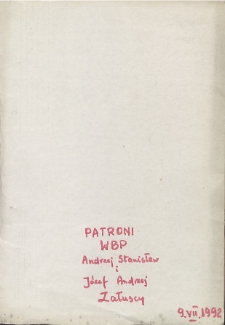 PATRONI
WBP
Andrzej Stanisław
i
Józef Andrzej
Załuscy
9.VII.1992